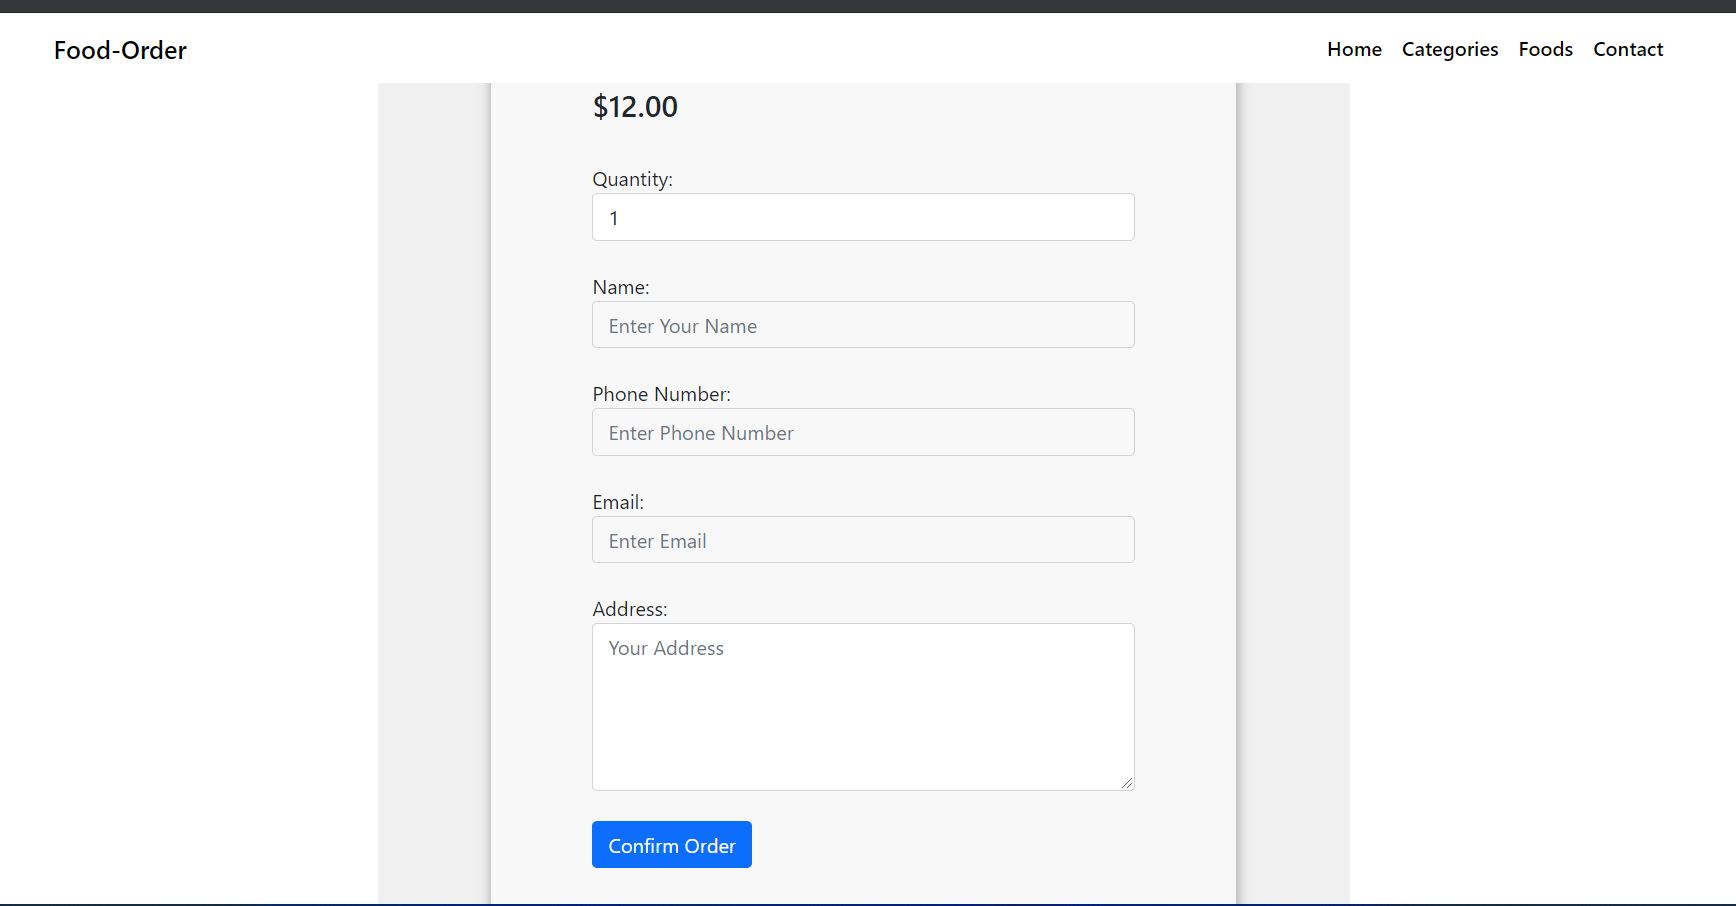 Food-Order
Home Categories Foods Contact
$12.00
Quantity:
1
Name:
Enter Your Name
Phone Number:
Enter Phone Number
Email:
Enter Email
Address:
Your Address
Confirm Order